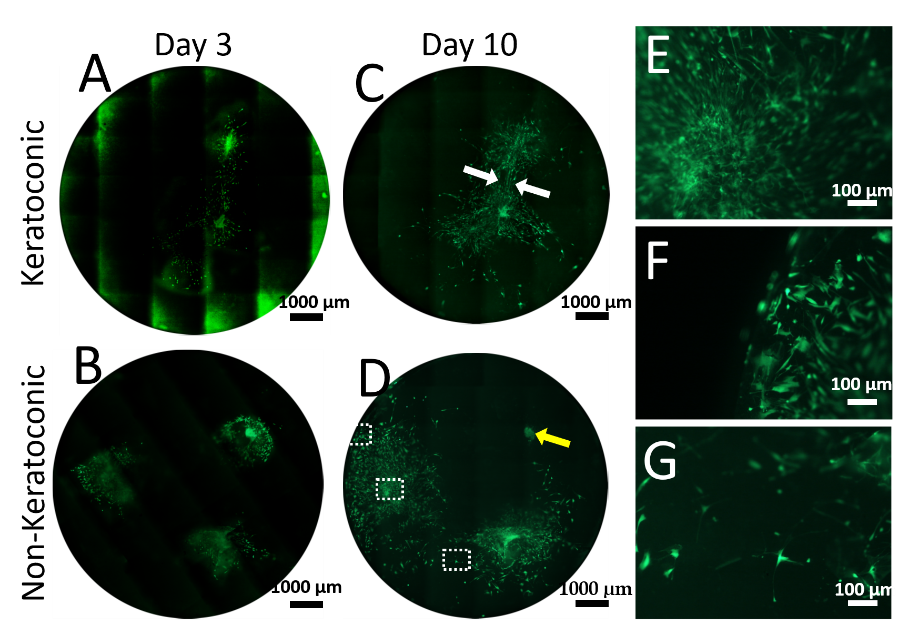 Day 3
Day 10
Keratoconic
Non-Keratoconic
A
1000 µm
C
1000 µm
B
1000 µm
D
1000 µm
E
100 µm
F
100 µm
G
100 µm